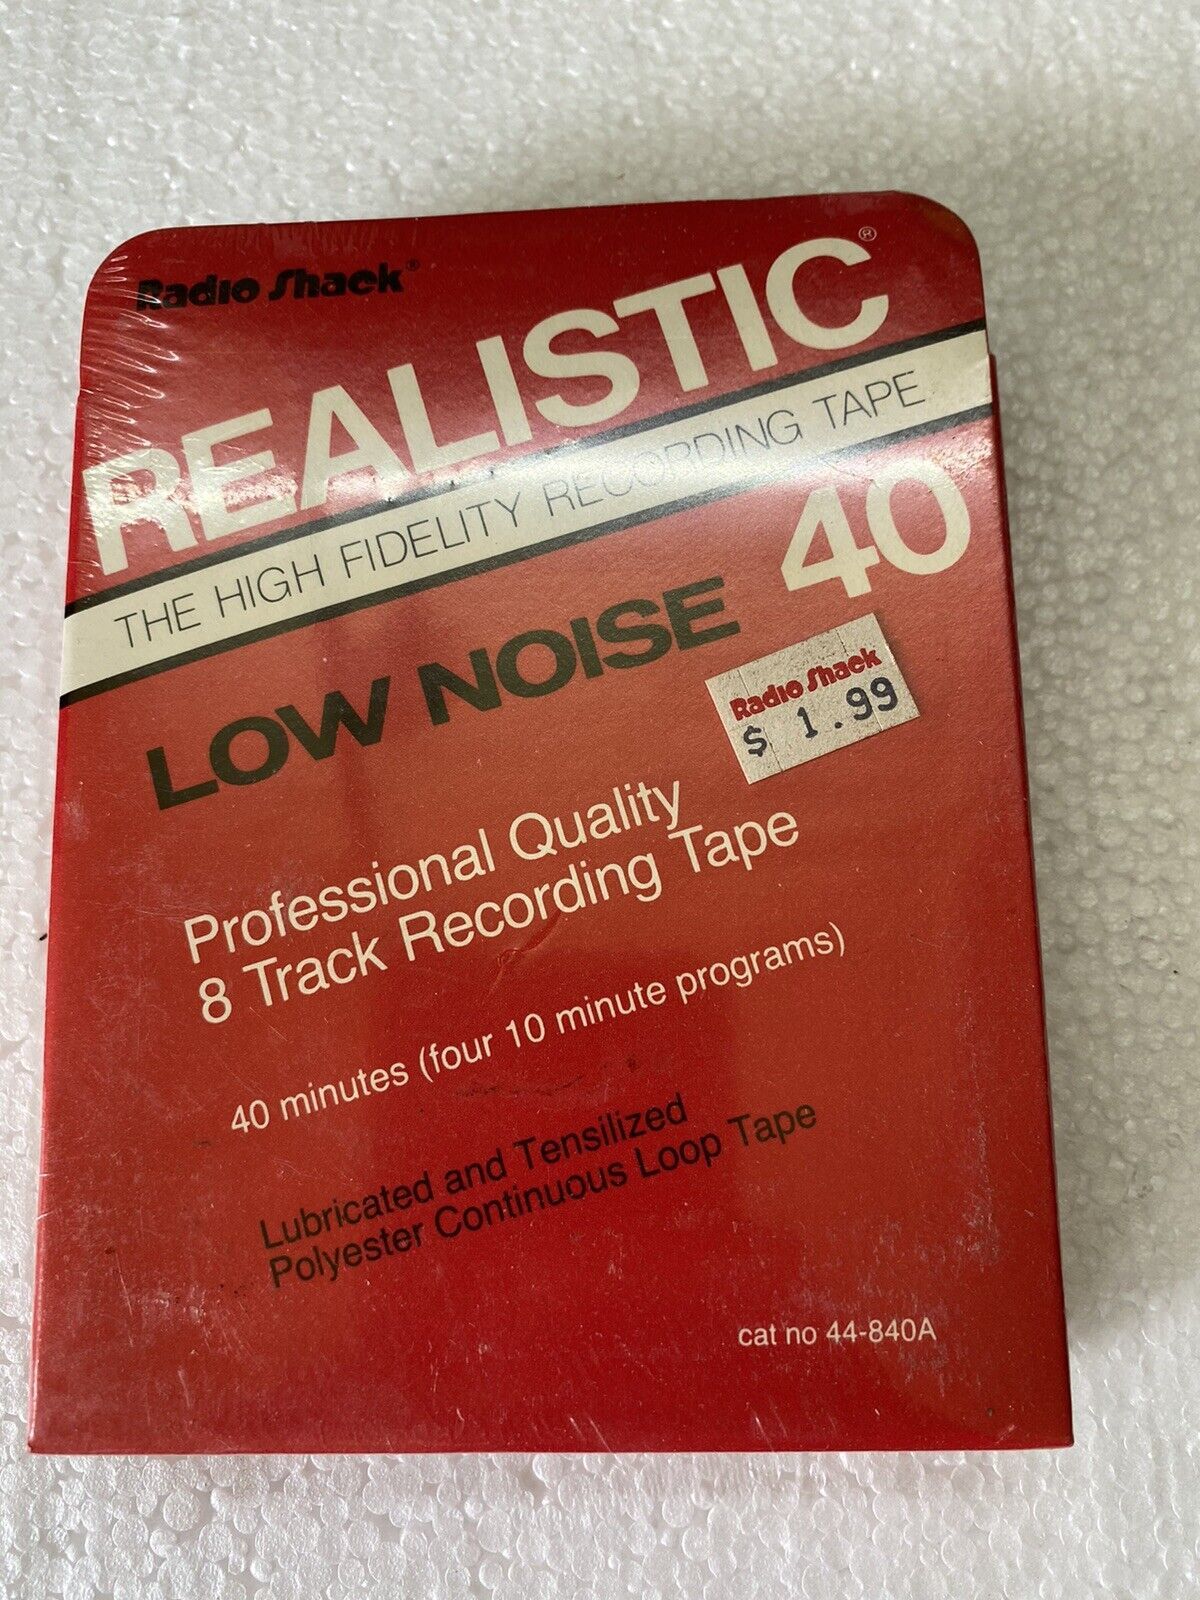 Radio Shack®
REALISTIC®
THE HIGH FIDELITY RECORDING TAPE
LOW NOISE 40
Radio Shack
$ 1.99
Professional Quality
8 Track Recording Tape
40 minutes (four 10 minute programs)
Lubricated and Tensilized
Polyester Continuous Loop Tape
cat no 44-840A